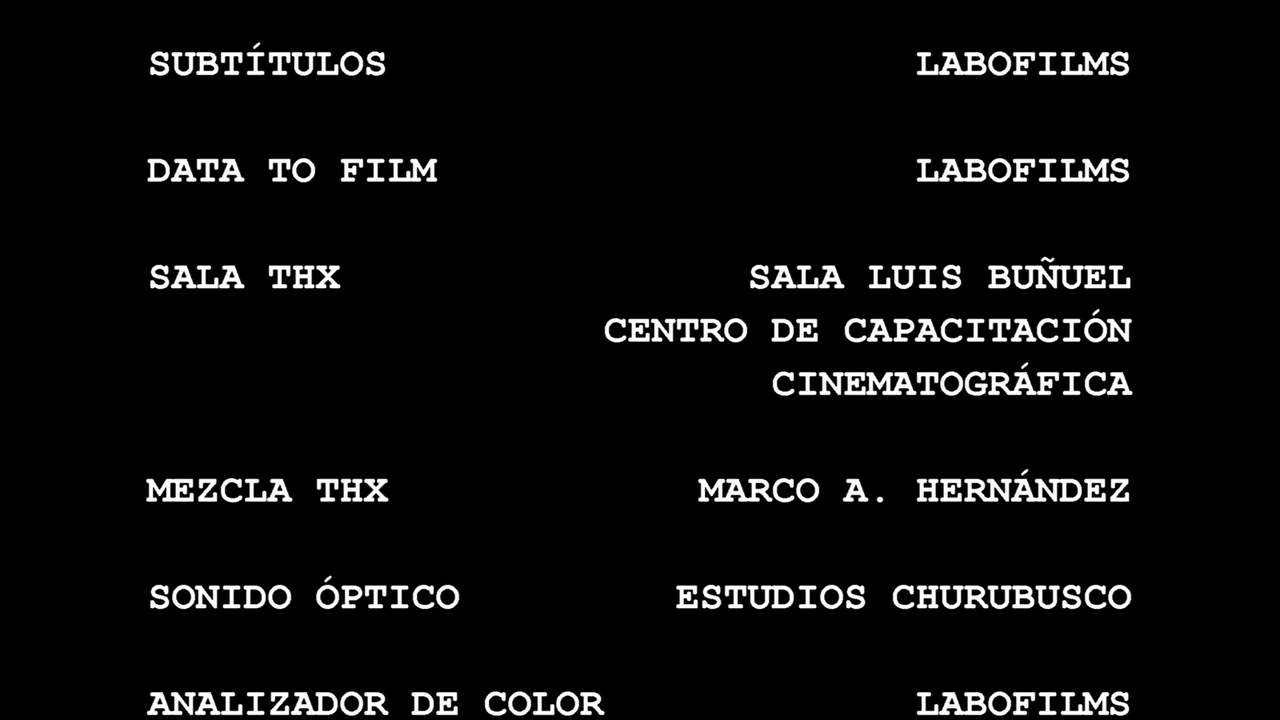 SUBTÍTULOS LABOFILMS
DATA TO FILM LABOFILMS
SALA THX SALA LUIS BUÑUEL
CENTRO DE CAPACITACIÓN
CINEMATOGRÁFICA
MEZCLA THX MARCO A. HERNÁNDEZ
SONIDO ÓPTICO ESTUDIOS CHURUBUSCO
ANALIZADOR DE COLOR LABOFILMS